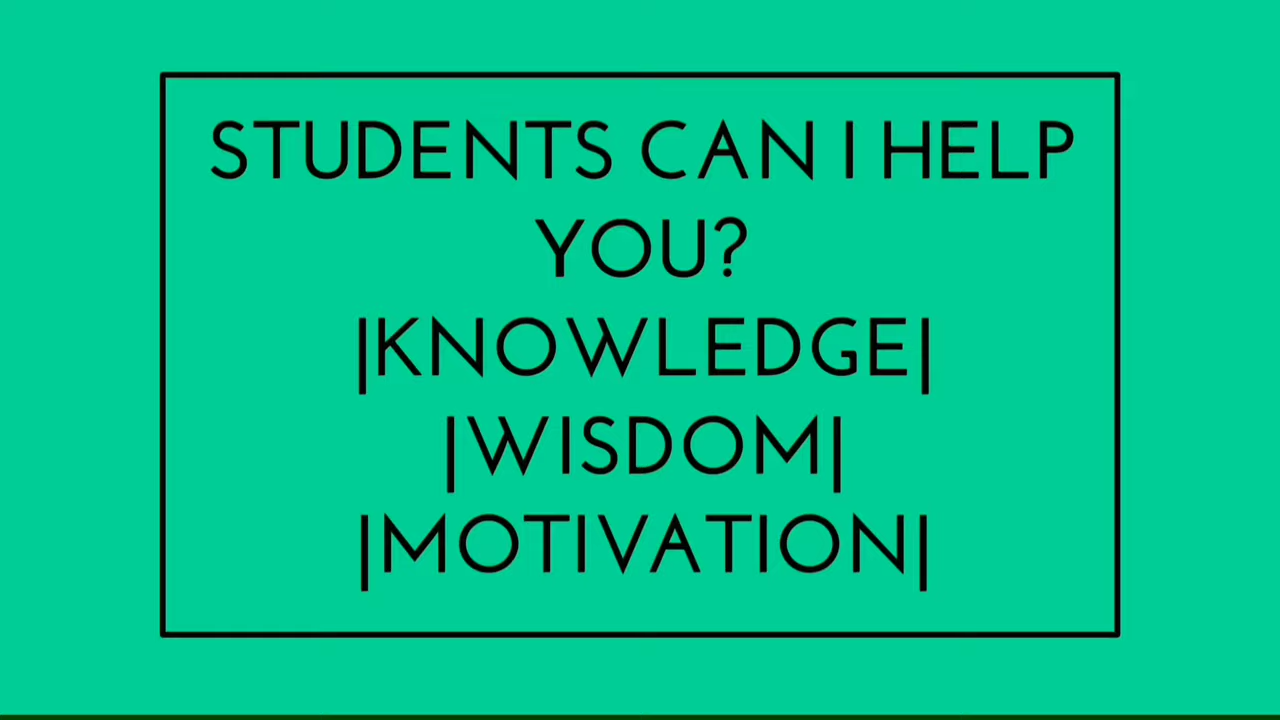 STUDENTS CAN I HELP
YOU?
|KNOWLEDGE|
|WISDOM|
|MOTIVATION|